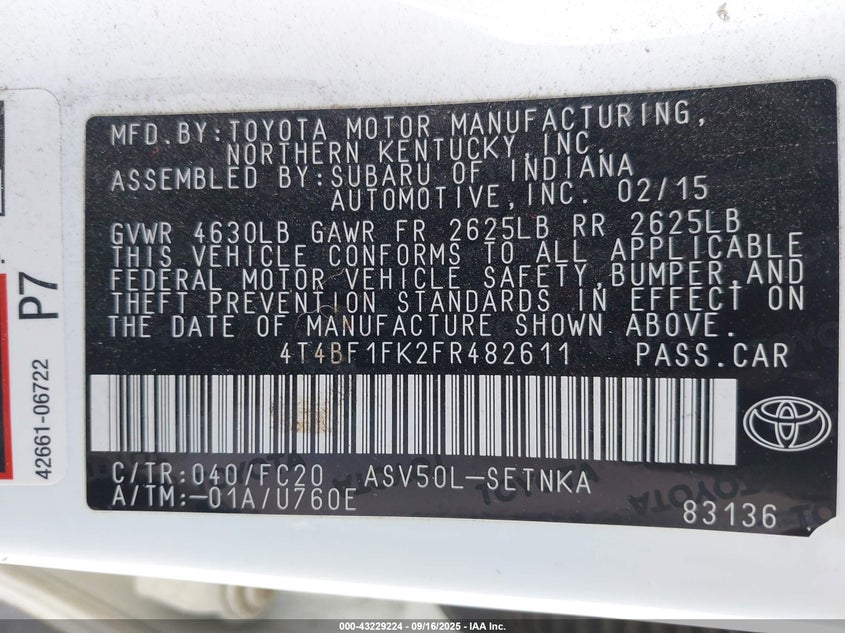 MFD.BY:TOYOTA MOTOR MANUFACTURING,
NORTHERN KENTUCKY,INC.
ASSEMBLED BY:SUBARU OF INDIANA
AUTOMOTIVE,INC. 02/15
GVWR 4630LB GAWR FR 2625LB RR 2625LB
THIS VEHICLE CONFORMS TO ALL APPLICABLE
FEDERAL MOTOR VEHICLE SAFETY,BUMPER,AND
THEFT PREVENTION STANDARDS IN EFFECT ON
THE DATE OF MANUFACTURE SHOWN ABOVE.
4T4BF1FK2FR482611 PASS.CAR
C/TR:040/FC20 ASV50L-SETNKA
A/TM:-01A/U760E
83136
42661-06722
P7
000-43229224 - 09/16/2025 - IAA Inc.